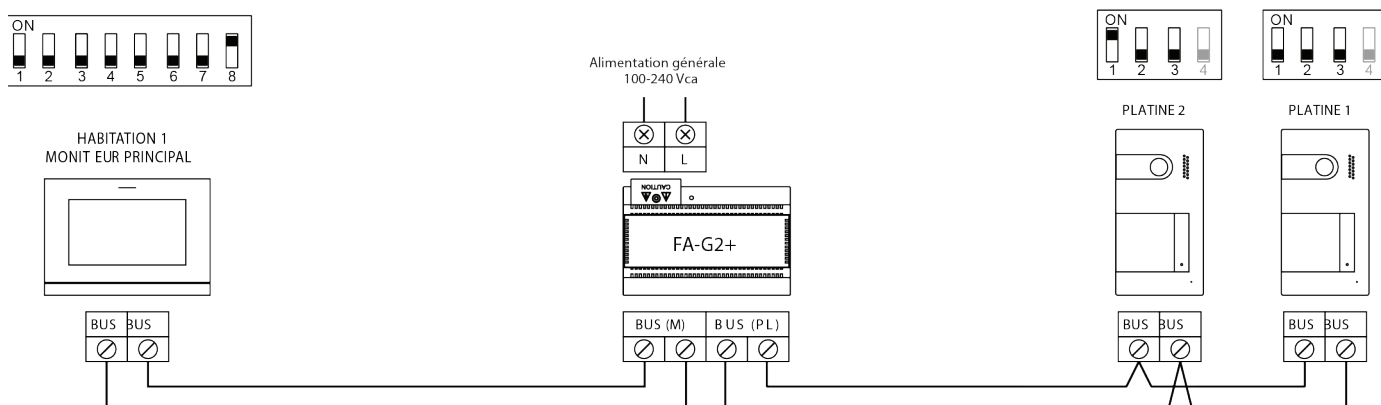 ON
1 2 3 4 5 6 7 8
Alimentation générale
100-240 Vca
ON
1 2 3 4
ON
1 2 3 4
HABITATION 1
MONIT EUR PRINCIPAL
N L
PLATINE 2
PLATINE 1
CAUTION
FA-G2+
BUS BUS
BUS (M) BUS (PL)
BUS BUS
BUS BUS